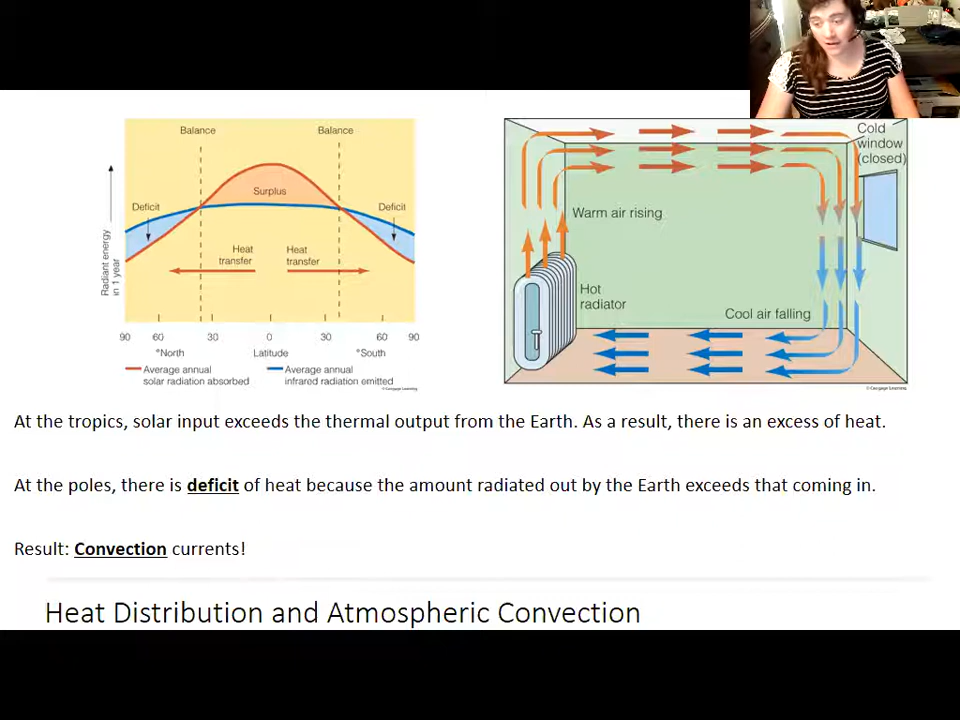 Balance
Balance
Surplus
Deficit
Deficit
Heat
transfer
Heat
transfer
Radiant energy
in 1 year
90 60 30 0 30 60 90
°North Latitude °South
Average annual
solar radiation absorbed
Average annual
infrared radiation emitted
© Cengage Learning
Cold
window
(closed)
Warm air rising
Hot
radiator
Cool air falling
© Cengage Learning
At the tropics, solar input exceeds the thermal output from the Earth. As a result, there is an excess of heat.
At the poles, there is deficit of heat because the amount radiated out by the Earth exceeds that coming in.
Result: Convection currents!
Heat Distribution and Atmospheric Convection